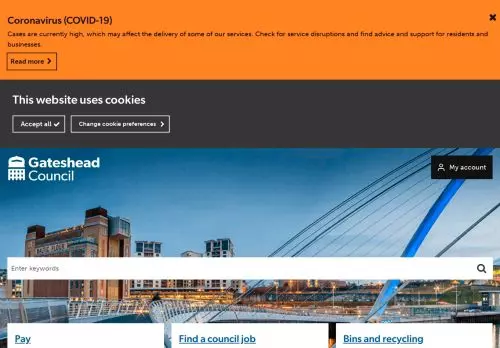 Coronavirus (COVID-19)
Cases are currently high, which may affect the delivery of some of our services. Check for service disruptions and find advice and support for residents and
businesses.
Read more
This website uses cookies
Accept all
Change cookie preferences
Gateshead
Council
My account
Enter keywords
Pay
Find a council job
Bins and recycling